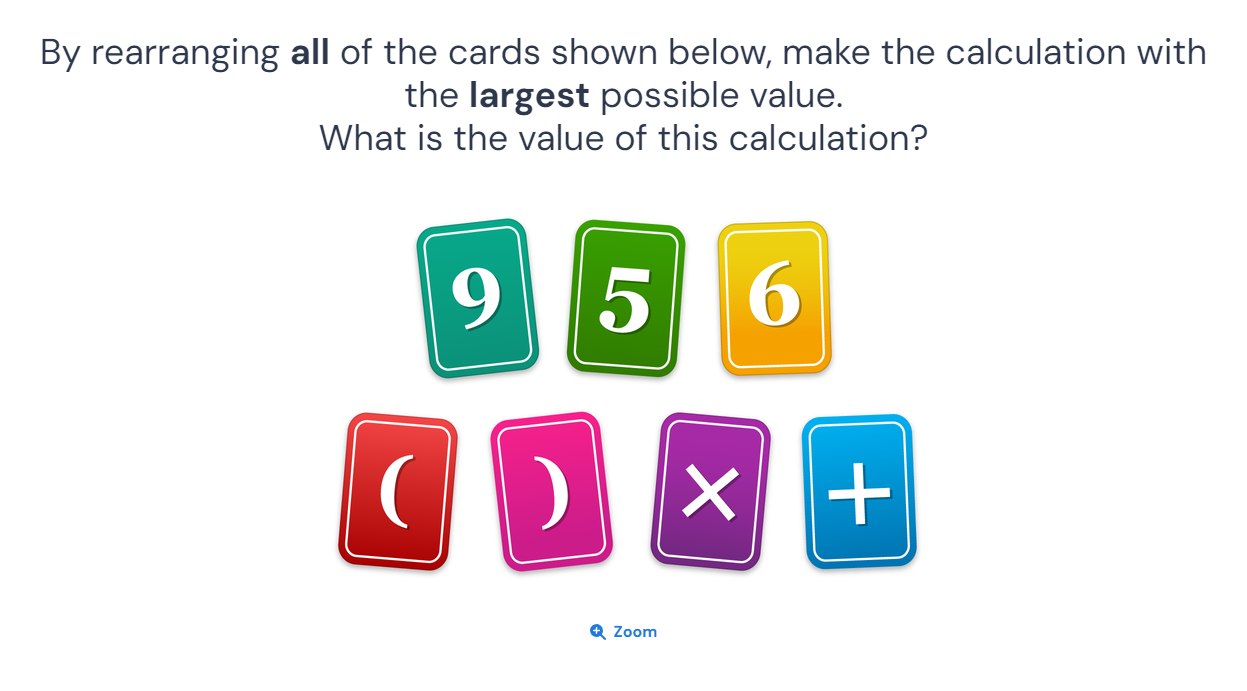 By rearranging all of the cards shown below, make the calculation with
the largest possible value.
What is the value of this calculation?
9 5 6
( ) × +
Zoom